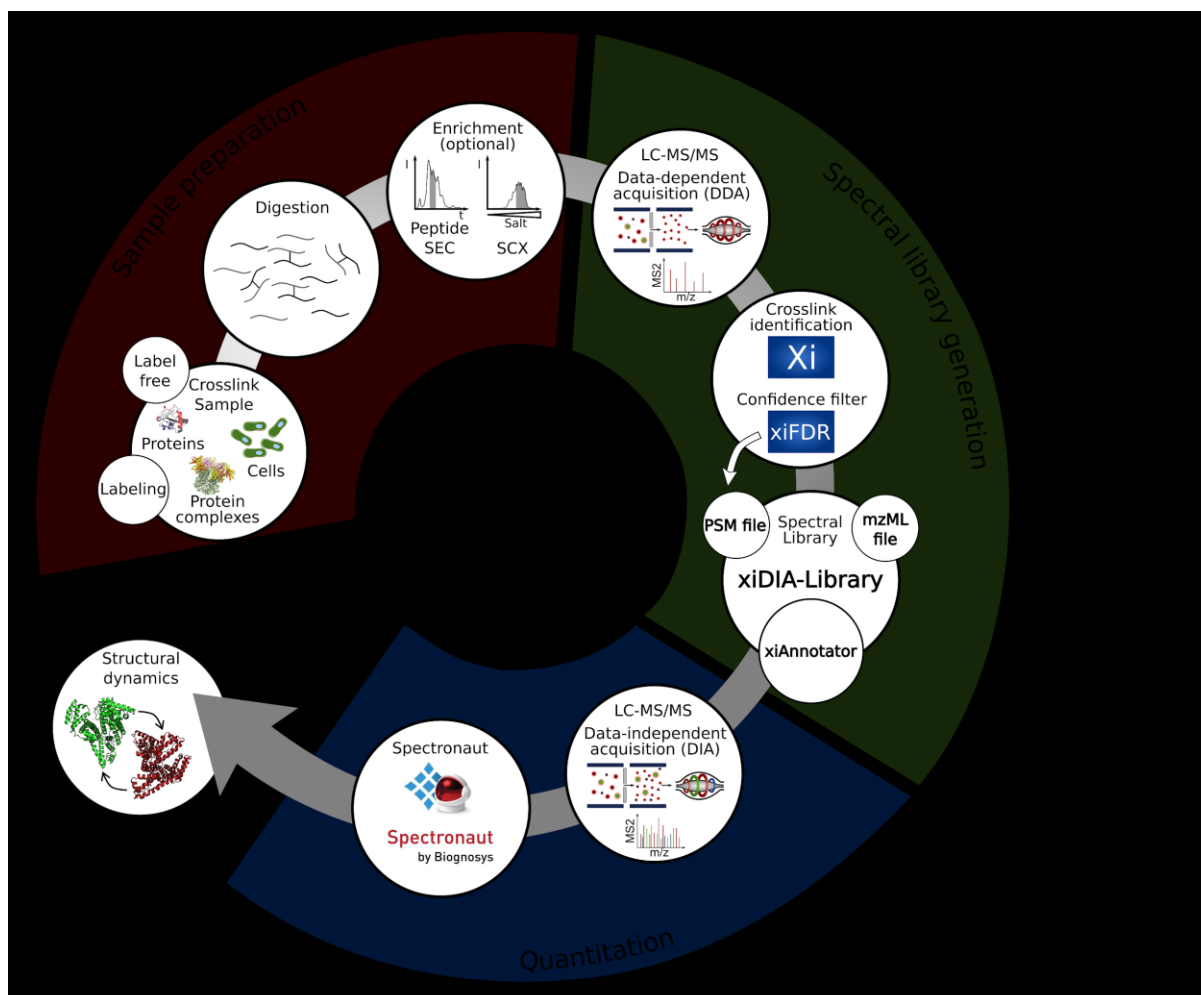 Sample preparation
Label
free
Crosslink
Sample
Proteins
Cells
Labeling
Protein
complexes
Digestion
Enrichment
(optional)
I
I
t
Salt
Peptide
SEC
SCX
Spectral library generation
LC-MS/MS
Data-dependent
acquisition (DDA)
MS2
m/z
Crosslink
identification
Xi
Confidence filter
xiFDR
PSM file
Spectral
Library
mzML
file
xiDIA-Library
xiAnnotator
Quantitation
LC-MS/MS
Data-independent
acquisition (DIA)
MS2
m/z
Spectronaut
Spectronaut
by Biognosys
Structural
dynamics